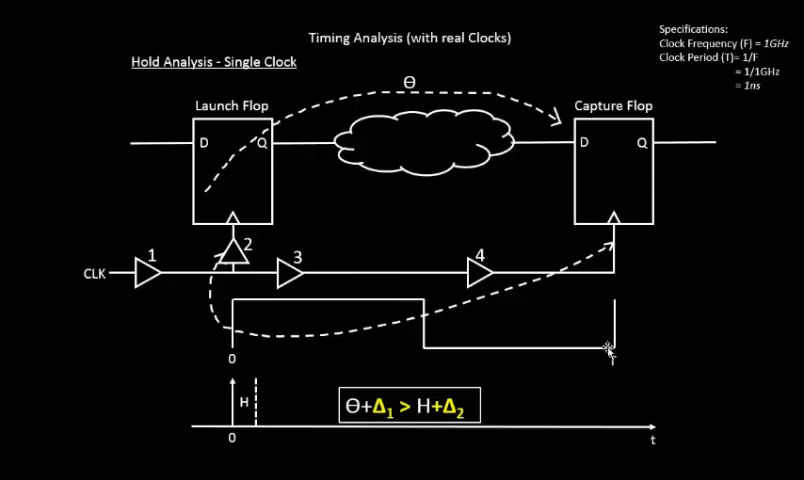 Timing Analysis (with real Clocks)
Specifications:
Clock Frequency (F) = 1GHz
Clock Period (T)= 1/F
= 1/1GHz
= 1ns
Hold Analysis - Single Clock
ϴ
Launch Flop
Capture Flop
D
Q
D
Q
1
2
3
4
CLK
0
H
ϴ+Δ1 > H+Δ2
0
t